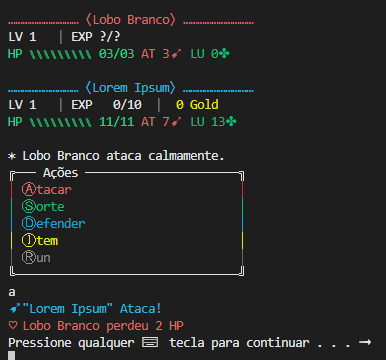 ……………………… 〈Lobo Branco〉 ………………………
LV 1 | EXP ?/?
HP 03/03 AT 3➶ LU 0✤
……………………… 〈Lorem Ipsum〉 ………………………
LV 1 | EXP 0/10 | 0 Gold
HP 11/11 AT 7➶ LU 13✤
✶ Lobo Branco ataca calmamente.
Ações
Ⓐtacar
Ⓢorte
Ⓓefender
Ⓘtem
Ⓡun
a
➶"Lorem Ipsum" Ataca!
♡ Lobo Branco perdeu 2 HP
Pressione qualquer ⌨ tecla para continuar . . . ➞